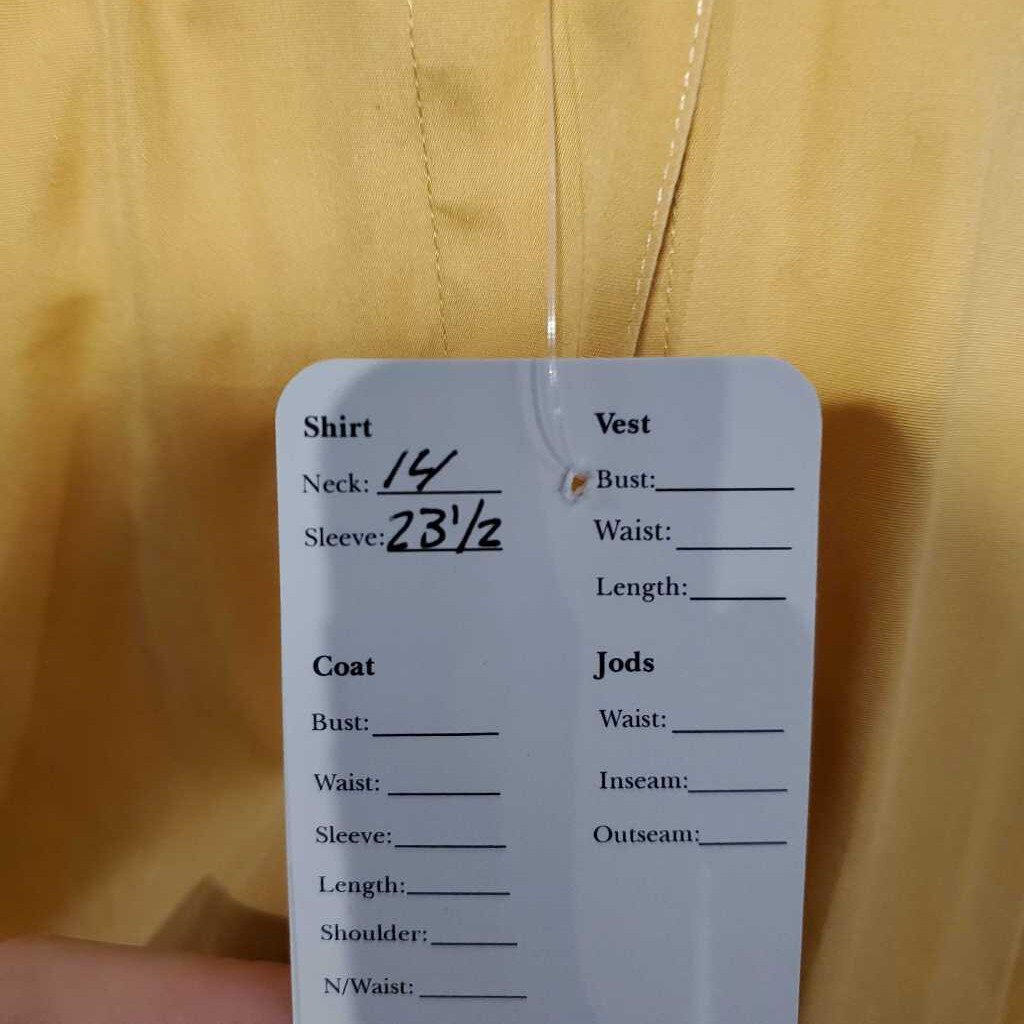 Shirt
Neck: 14
Sleeve: 23 1/2
Vest
Bust:
Waist:
Length:
Coat
Bust:
Waist:
Sleeve:
Length:
Shoulder:
N/Waist:
Jods
Waist:
Inseam:
Outseam: